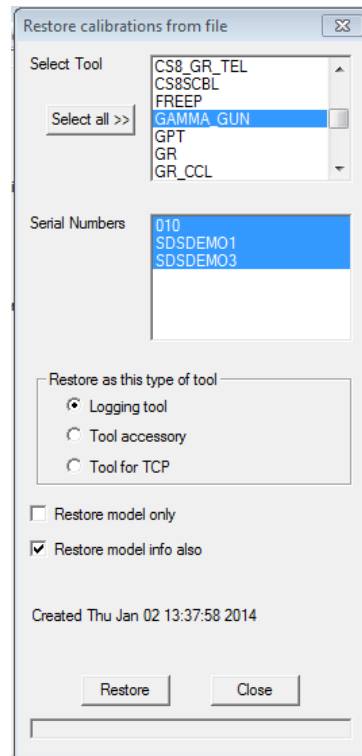 Restore calibrations from file
Select Tool
CS8_GR_TEL
CS8SCBL
FREEP
GAMMA_GUN
GPT
GR
GR_CCL
Select all >>
Serial Numbers
010
SDSDEMO1
SDSDEMO3
Restore as this type of tool
Logging tool
Tool accessory
Tool for TCP
Restore model only
Restore model info also
Created Thu Jan 02 13:37:58 2014
Restore
Close